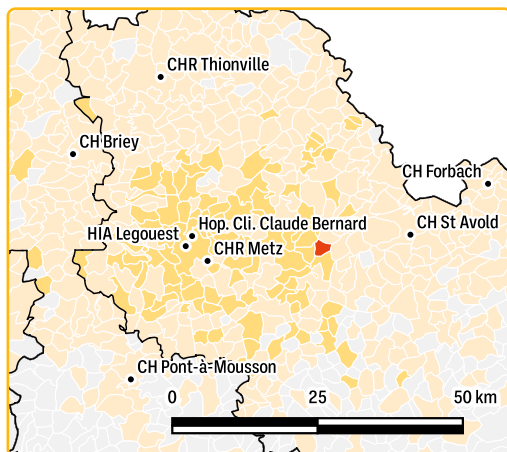 CHR Thionville
CH Briey
CH Forbach
Hop. Cli. Claude Bernard
HIA Legouest
CH St Avold
CHR Metz
CH Pont-à-Mousson
0 25 50 km